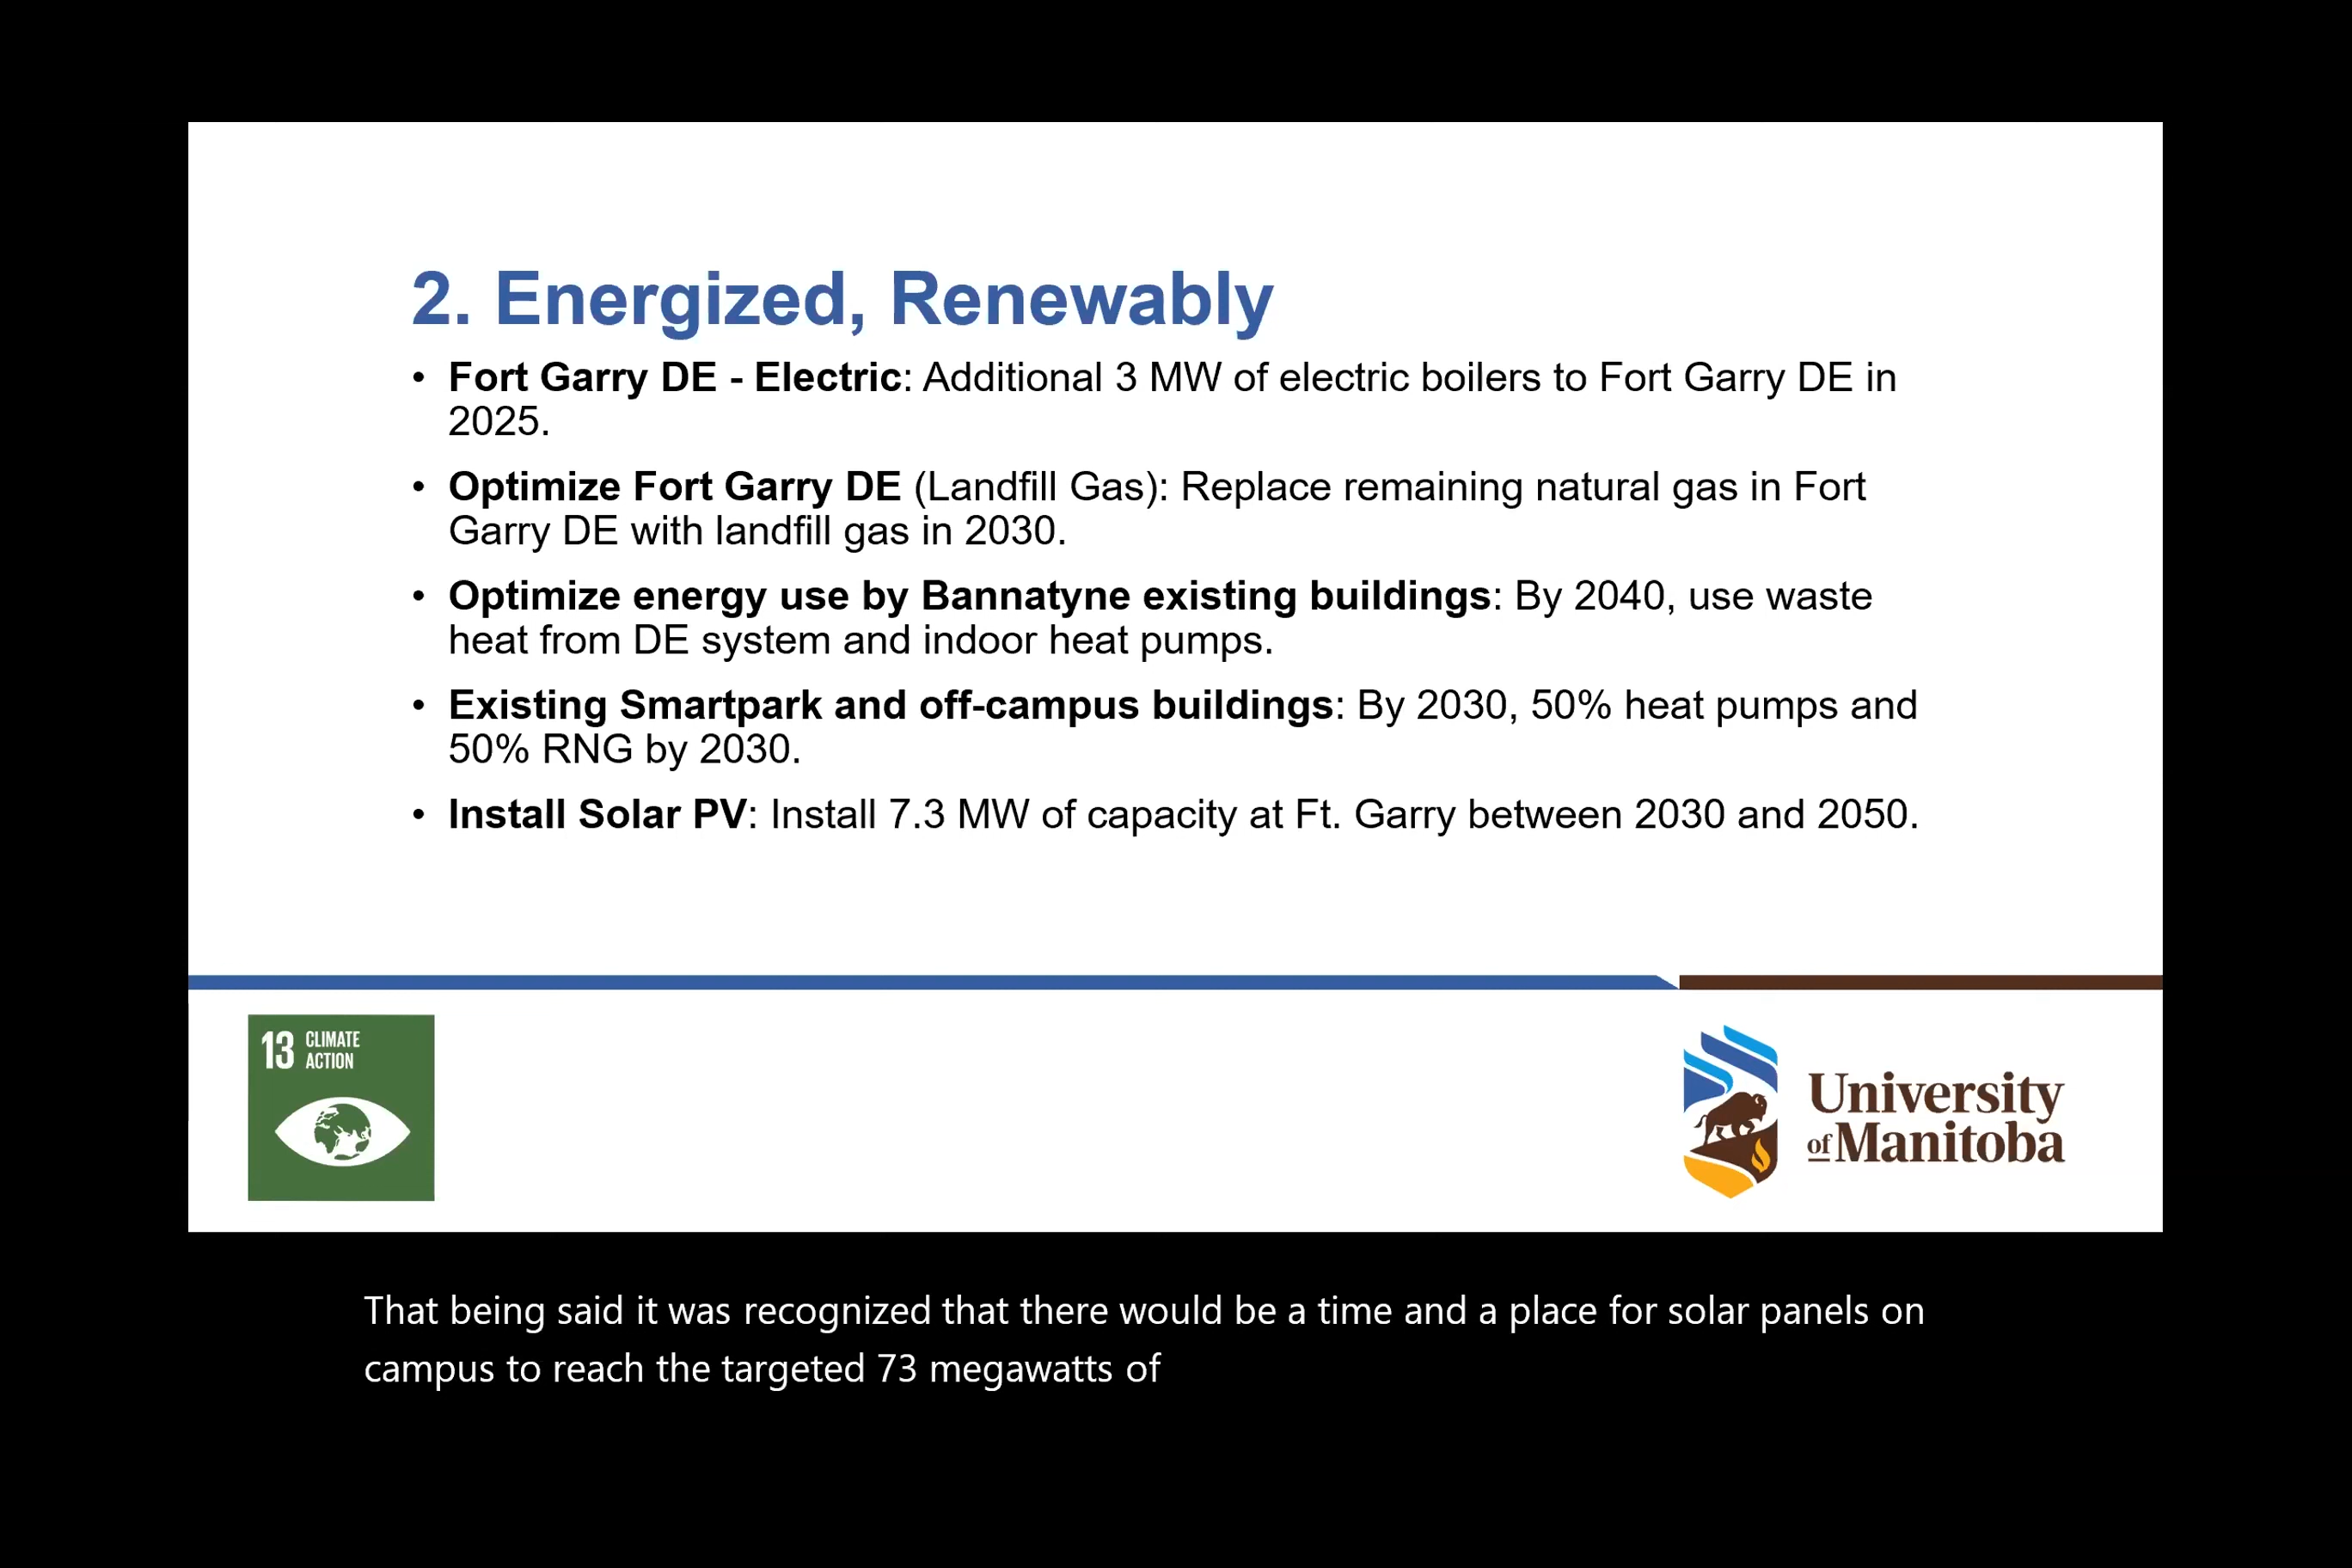 2. Energized, Renewably
• Fort Garry DE - Electric: Additional 3 MW of electric boilers to Fort Garry DE in
2025.
• Optimize Fort Garry DE (Landfill Gas): Replace remaining natural gas in Fort
Garry DE with landfill gas in 2030.
• Optimize energy use by Bannatyne existing buildings: By 2040, use waste
heat from DE system and indoor heat pumps.
• Existing Smartpark and off-campus buildings: By 2030, 50% heat pumps and
50% RNG by 2030.
• Install Solar PV: Install 7.3 MW of capacity at Ft. Garry between 2030 and 2050.
13 CLIMATE
ACTION
University
of Manitoba
That being said it was recognized that there would be a time and a place for solar panels on
campus to reach the targeted 73 megawatts of